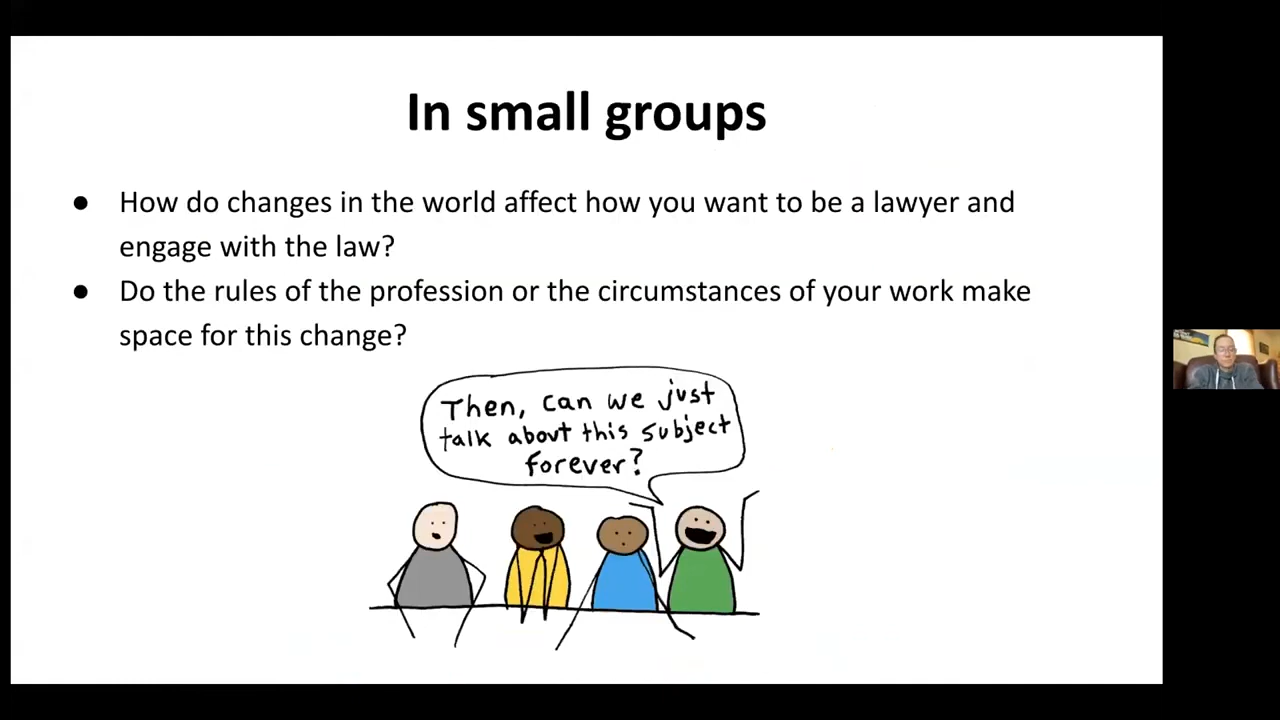 In small groups
● How do changes in the world affect how you want to be a lawyer and
engage with the law?
● Do the rules of the profession or the circumstances of your work make
space for this change?
Then, can we just
talk about this subject
forever?